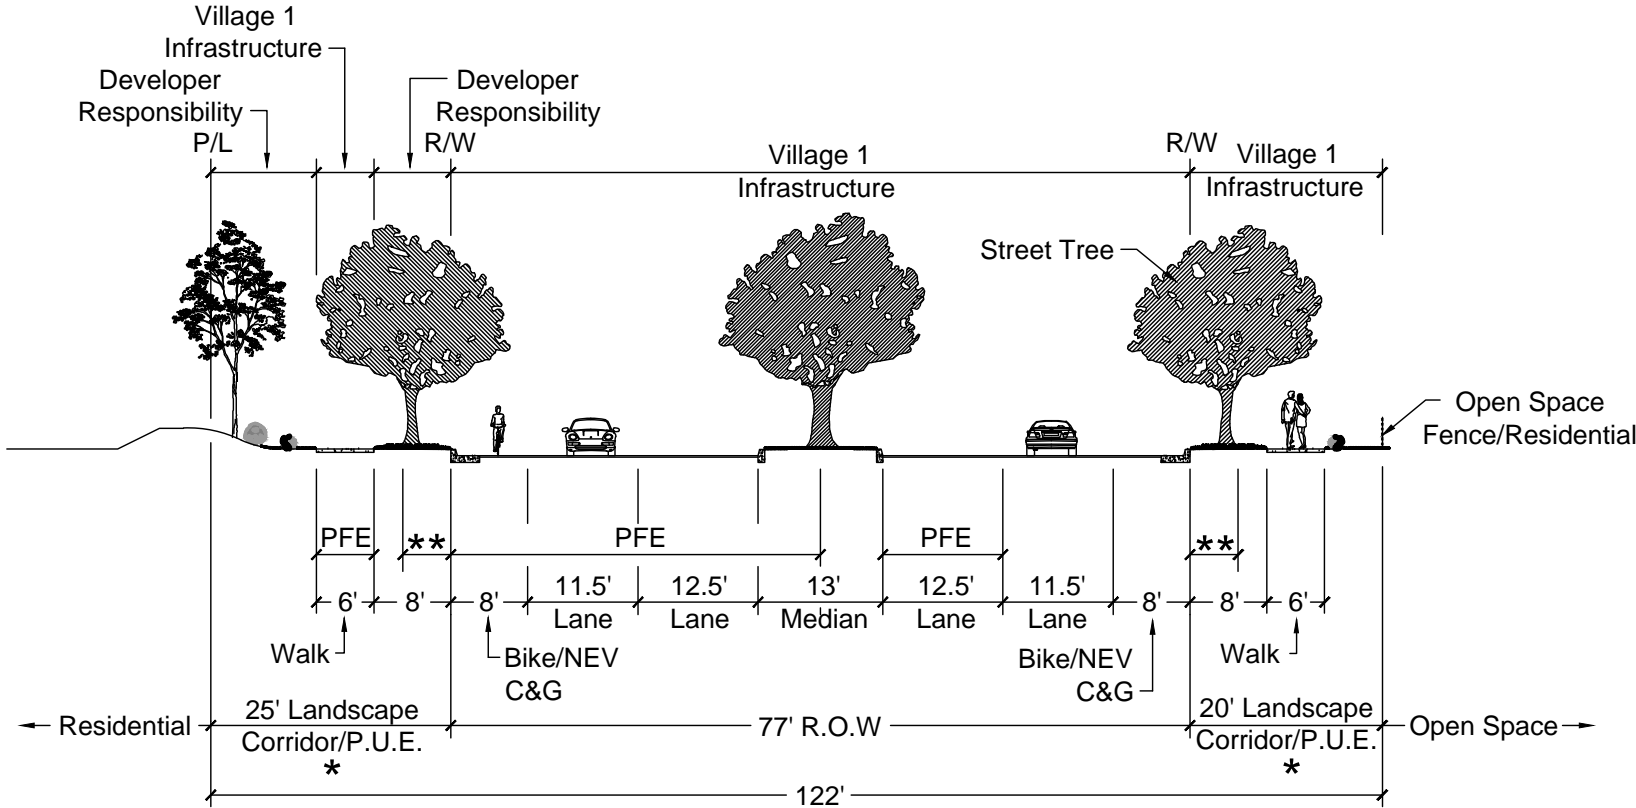 Village 1
Infrastructure
Developer
Responsibility
Developer
Responsibility
P/L
R/W
R/W
Village 1
Infrastructure
Village 1
Infrastructure
Street Tree
Open Space
Fence/Residential
PFE
**
PFE
PFE
**
6'
8'
8'
11.5'
Lane
12.5'
Lane
13'
Median
12.5'
Lane
11.5'
Lane
8'
8'
6'
Walk
Bike/NEV
C&G
Bike/NEV
C&G
Walk
Residential
25' Landscape
Corridor/P.U.E.
*
77' R.O.W
20' Landscape
Corridor/P.U.E.
*
Open Space
122'